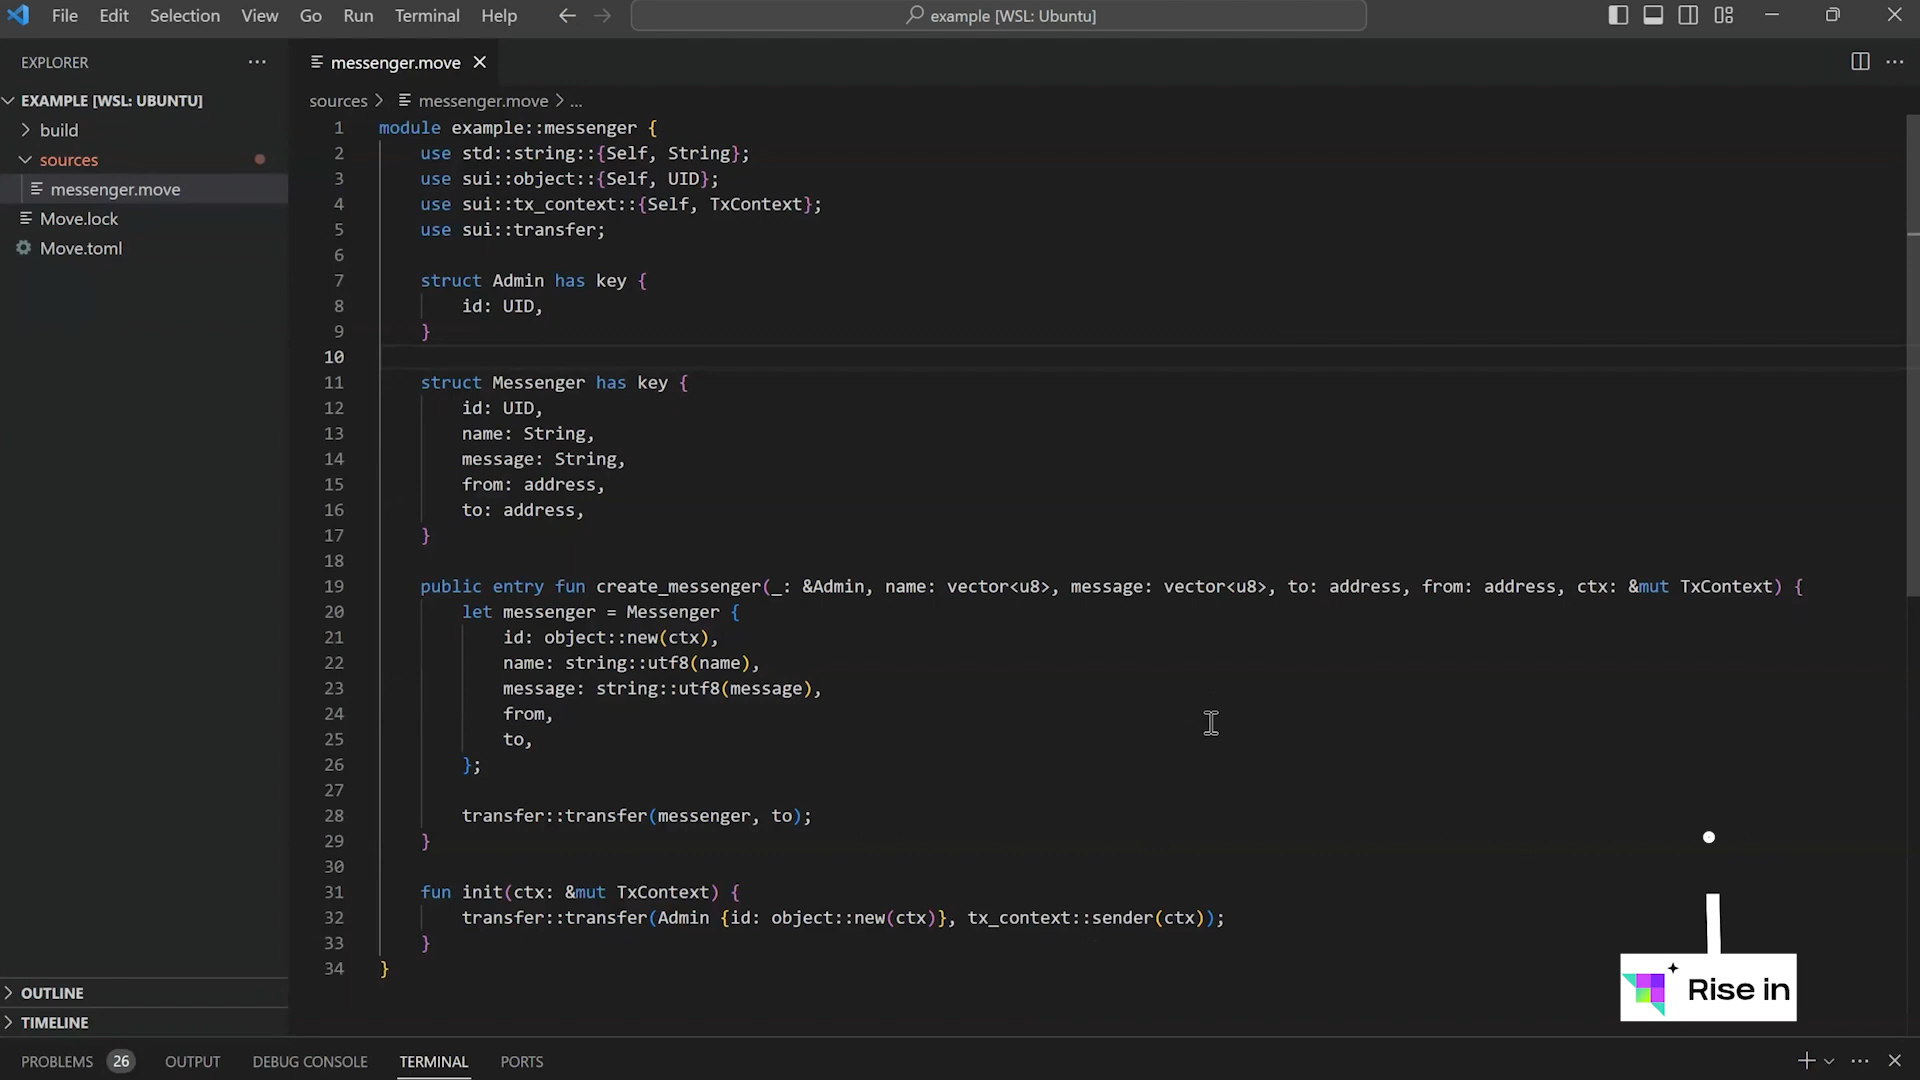 File Edit Selection View Go Run Terminal Help
example [WSL: Ubuntu]
EXPLORER
EXAMPLE [WSL: UBUNTU]
build
sources
messenger.move
Move.lock
Move.toml
OUTLINE
TIMELINE
messenger.move
sources > messenger.move > ...
1 module example::messenger {
2 use std::string::{Self, String};
3 use sui::object::{Self, UID};
4 use sui::tx_context::{Self, TxContext};
5 use sui::transfer;
6
7 struct Admin has key {
8 id: UID,
9 }
10
11 struct Messenger has key {
12 id: UID,
13 name: String,
14 message: String,
15 from: address,
16 to: address,
17 }
18
19 public entry fun create_messenger(_: &Admin, name: vector<u8>, message: vector<u8>, to: address, from: address, ctx: &mut TxContext) {
20 let messenger = Messenger {
21 id: object::new(ctx),
22 name: string::utf8(name),
23 message: string::utf8(message),
24 from,
25 to,
26 };
27
28 transfer::transfer(messenger, to);
29 }
30
31 fun init(ctx: &mut TxContext) {
32 transfer::transfer(Admin {id: object::new(ctx)}, tx_context::sender(ctx));
33 }
34 }
Rise in
PROBLEMS 26 OUTPUT DEBUG CONSOLE TERMINAL PORTS